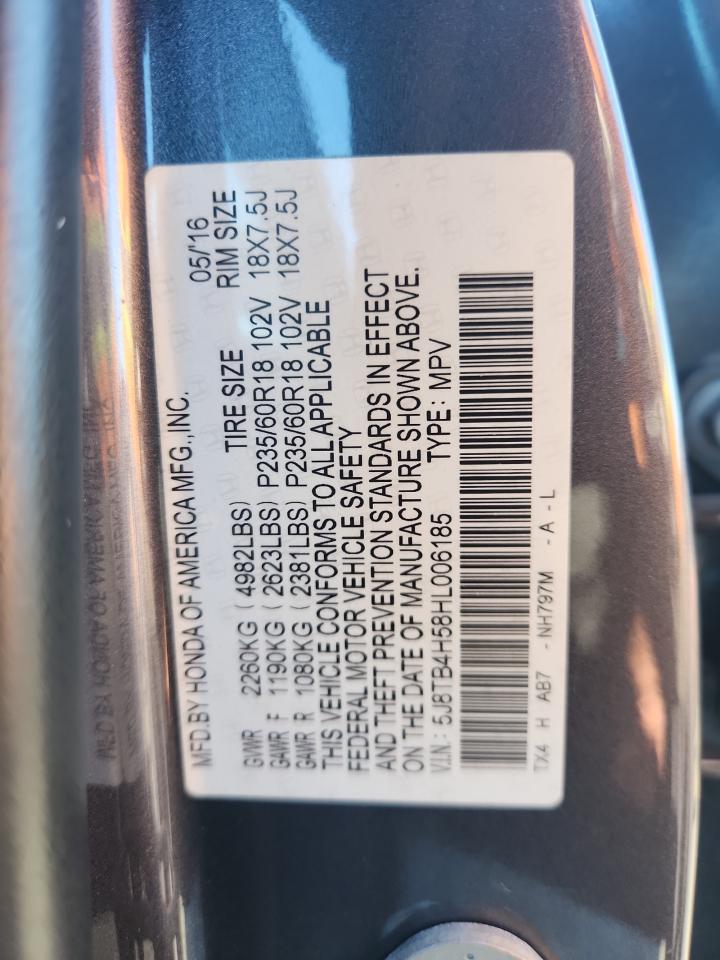 MFD.BY HONDA OF AMERICA MFG.,INC. 05/'16
TIRE SIZE RIM SIZE
GVWR 2260KG (4982LBS)
GAWR F 1190KG (2623LBS) P235/60R18 102V 18X7.5J
GAWR R 1080KG (2381LBS) P235/60R18 102V 18X7.5J
THIS VEHICLE CONFORMS TO ALL APPLICABLE
FEDERAL MOTOR VEHICLE SAFETY
AND THEFT PREVENTION STANDARDS IN EFFECT
ON THE DATE OF MANUFACTURE SHOWN ABOVE.
V.I.N.: 5J8TB4H58HL006185 TYPE: MPV
TX4 H AB7 -NH797M -A-L